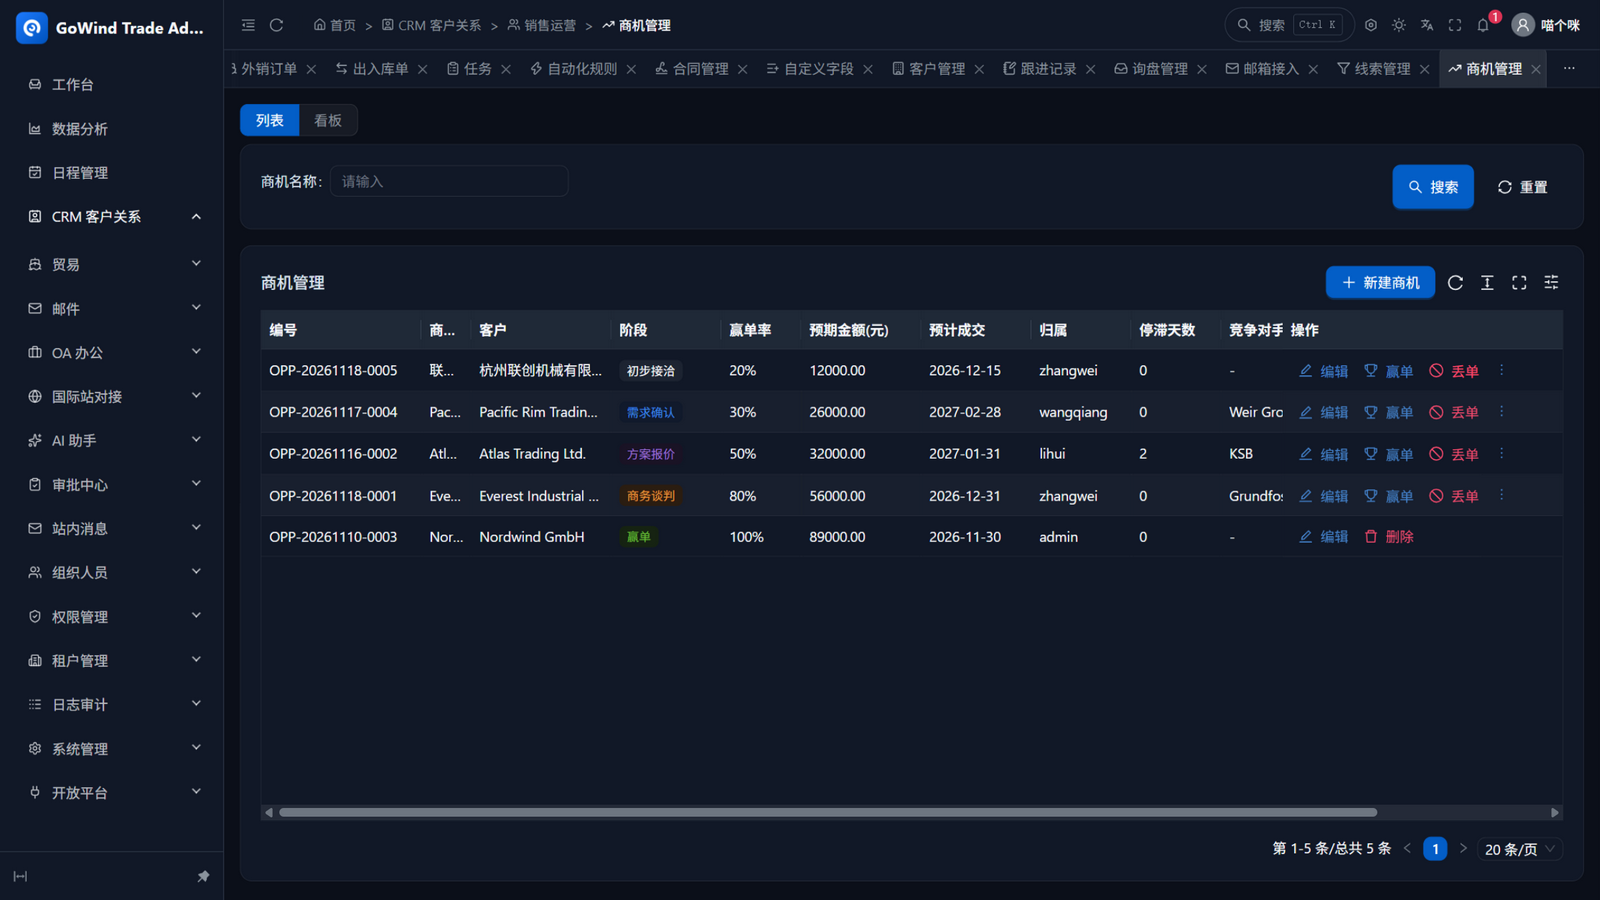 GoWind Trade Ad...
首页 > CRM 客户关系 > 销售运营 > 商机管理
搜索 Ctrl K
1
喵个咪
外销订单 出入库单 任务 自动化规则 合同管理 自定义字段 客户管理 跟进记录 询盘管理 邮箱接入 线索管理 商机管理
工作台
数据分析
日程管理
CRM 客户关系
贸易
邮件
OA 办公
国际站对接
AI 助手
审批中心
站内消息
组织人员
权限管理
租户管理
日志审计
系统管理
开放平台
列表 看板
商机名称: 请输入 搜索 重置
商机管理 新建商机
编号 商... 客户 阶段 赢单率 预期金额(元) 预计成交 归属 停滞天数 竞争对手 操作
OPP-20261118-0005 联... 杭州联创机械有限... 初步接洽 20% 12000.00 2026-12-15 zhangwei 0 - 编辑 赢单 丢单
OPP-20261117-0004 Pac... Pacific Rim Tradin... 需求确认 30% 26000.00 2027-02-28 wangqiang 0 Weir Gro 编辑 赢单 丢单
OPP-20261116-0002 Atl... Atlas Trading Ltd. 方案报价 50% 32000.00 2027-01-31 lihui 2 KSB 编辑 赢单 丢单
OPP-20261118-0001 Eve... Everest Industrial ... 商务谈判 80% 56000.00 2026-12-31 zhangwei 0 Grundfos 编辑 赢单 丢单
OPP-20261110-0003 Nor... Nordwind GmbH 赢单 100% 89000.00 2026-11-30 admin 0 - 编辑 删除
第 1-5 条/总共 5 条 1 20 条/页